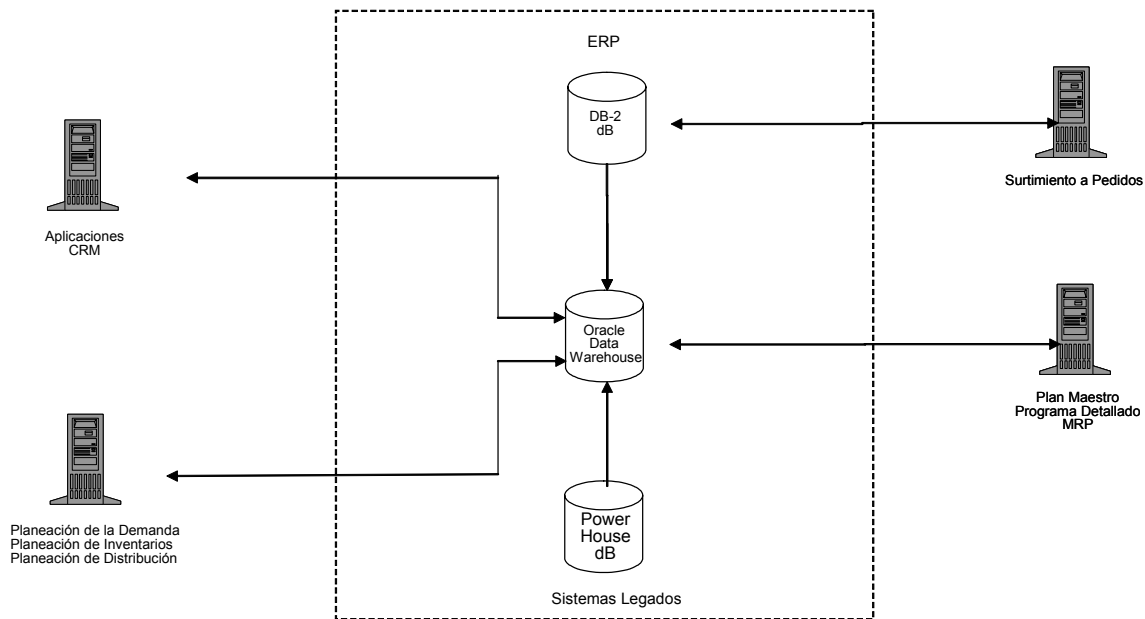 ERP
DB-2
dB
Surtimiento a Pedidos
Aplicaciones
CRM
Oracle
Data
Warehouse
Plan Maestro
Programa Detallado
MRP
Planeación de la Demanda
Planeación de Inventarios
Planeación de Distribución
Power
House
dB
Sistemas Legados